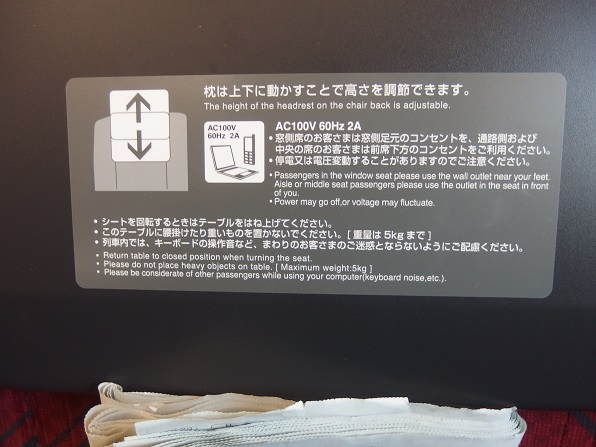 枕は上下に動かすことで高さを調節できます。
The height of the headrest on the chair back is adjustable.
AC100V
60Hz 2A
AC100V 60Hz 2A
• 窓側席のお客さまは窓側足元のコンセントを、通路側および
中央の席のお客さまは前席下方のコンセントをご利用ください。
• 停電又は電圧変動することがありますのでご注意ください。
• Passengers in the window seat please use the wall outlet near your feet.
Aisle or middle seat passengers please use the outlet in the seat in front
of you.
• Power may go off,or voltage may fluctuate.
• シートを回転するときはテーブルをはね上げてください。
• このテーブルに腰掛けたり重いものを置かないでください。[ 重量は 5kg まで ]
• 列車内では、キーボードの操作音など、まわりのお客さまのご迷惑とならないようにご配慮ください。
• Return table to closed position when turning the seat.
• Please do not place heavy objects on table. [ Maximum weight:5kg ]
• Please be considerate of other passengers while using your computer(keyboard noise,etc.).